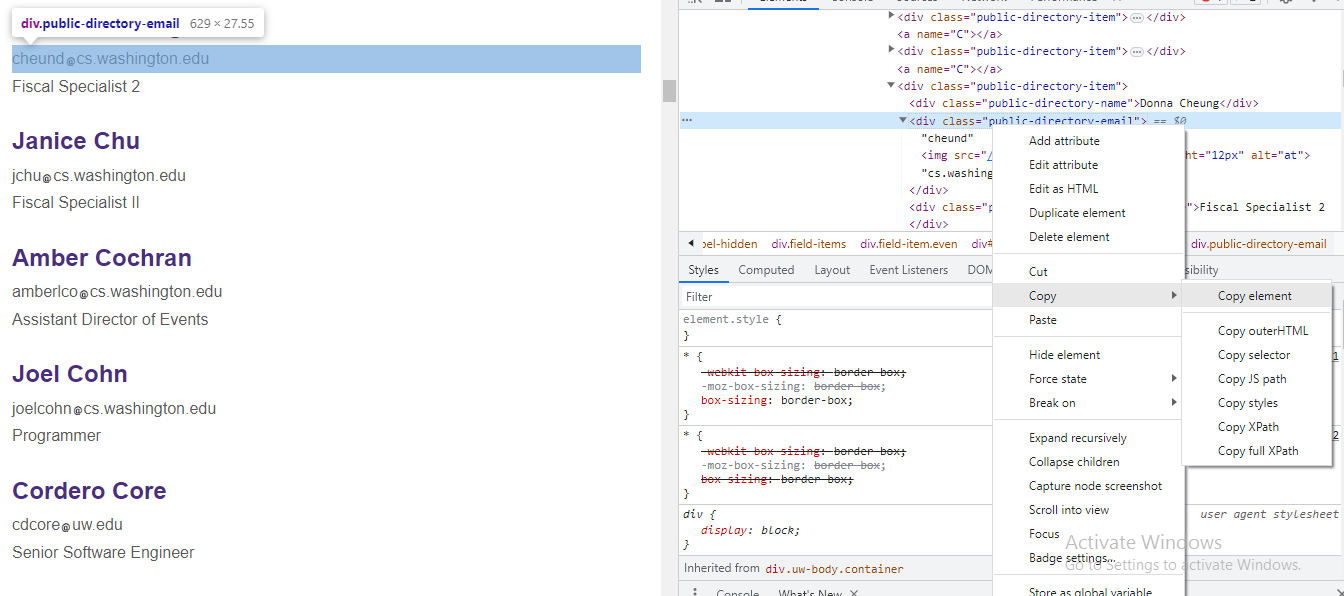 div.public-directory-email 629 × 27.55
cheund@cs.washington.edu
Fiscal Specialist 2
Janice Chu
jchu@cs.washington.edu
Fiscal Specialist II
Amber Cochran
amberlco@cs.washington.edu
Assistant Director of Events
Joel Cohn
joelcohn@cs.washington.edu
Programmer
Cordero Core
cdcore@uw.edu
Senior Software Engineer
<div class="public-directory-item"> … </div>
<a name="C"></a>
<div class="public-directory-item"> … </div>
<a name="C"></a>
<div class="public-directory-item">
<div class="public-directory-name">Donna Cheung</div>
<div class="public-directory-email"> == $0
"cheund"
<img src="/ ht="12px" alt="at">
"cs.washing
</div>
<div class="p ">Fiscal Specialist 2
</div>
bel-hidden div.field-items div.field-item.even div# div.public-directory-email
Styles Computed Layout Event Listeners DOM sibility
Filter
element.style {
}
* { 1
-webkit-box-sizing: border-box;
-moz-box-sizing: border-box;
box-sizing: border-box;
}
* { 2
-webkit-box-sizing: border-box;
-moz-box-sizing: border-box;
box-sizing: border-box;
}
div { user agent stylesheet
display: block;
}
Inherited from div.uw-body.container
Console What's New ×
Add attribute
Edit attribute
Edit as HTML
Duplicate element
Delete element
Cut
Copy
Paste
Hide element
Force state
Break on
Expand recursively
Collapse children
Capture node screenshot
Scroll into view
Focus
Badge settings...
Store as global variable
Copy element
Copy outerHTML
Copy selector
Copy JS path
Copy styles
Copy XPath
Copy full XPath
Activate Windows
Go to Settings to activate Windows.